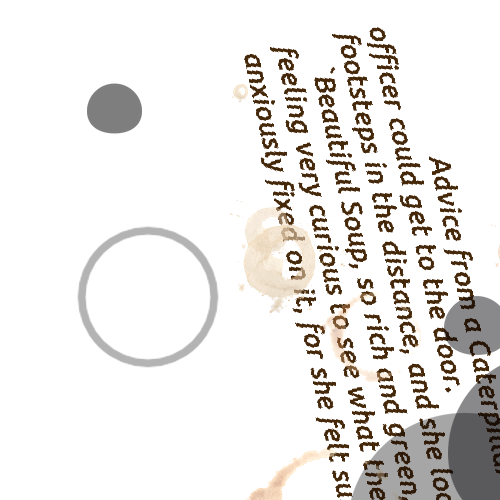 Advice from a Caterpilla
officer could get to the door.
footsteps in the distance, and she loo
`Beautiful Soup, so rich and green
feeling very curious to see what the
anxiously fixed on it, for she felt su